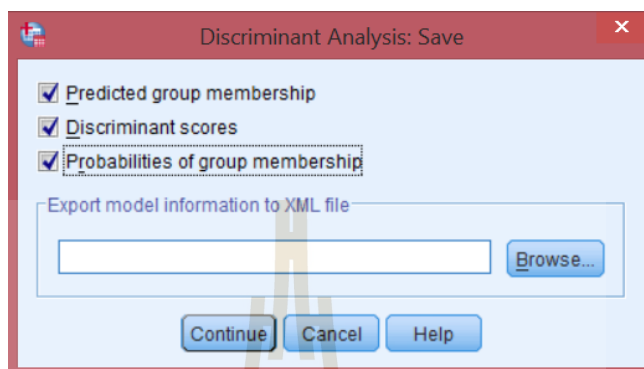 Discriminant Analysis: Save
Predicted group membership
Discriminant scores
Probabilities of group membership
Export model information to XML file
Browse...
Continue Cancel Help